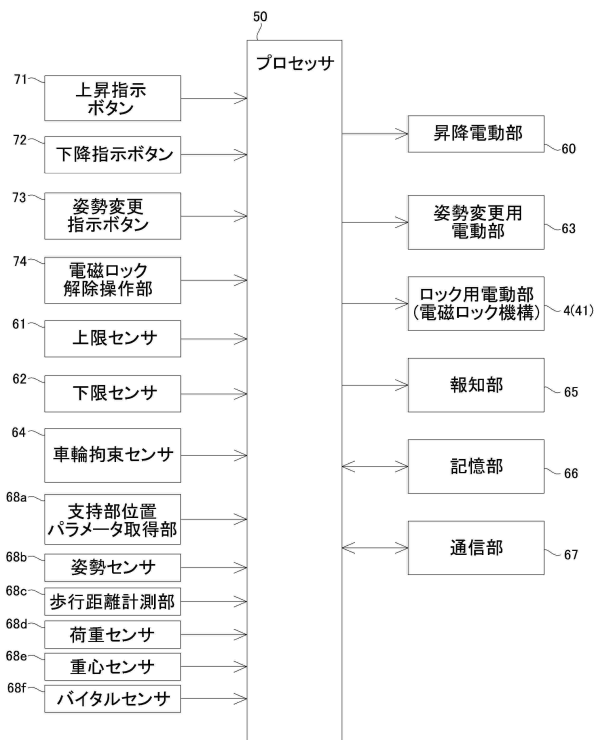 50
プロセッサ
71
上昇指示
ボタン
72
下降指示ボタン
73
姿勢変更
指示ボタン
74
電磁ロック
解除操作部
61
上限センサ
62
下限センサ
64
車輪拘束センサ
68a
支持部位置
パラメータ取得部
68b
姿勢センサ
68c
歩行距離計測部
68d
荷重センサ
68e
重心センサ
68f
バイタルセンサ
昇降電動部
60
姿勢変更用
電動部
63
ロック用電動部
(電磁ロック機構)
4(41)
報知部
65
記憶部
66
通信部
67